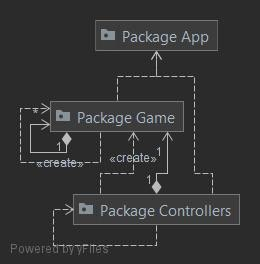 Package App
*
Package Game
1
«create»
«create»
1
1
Package Controllers
Powered by yFiles